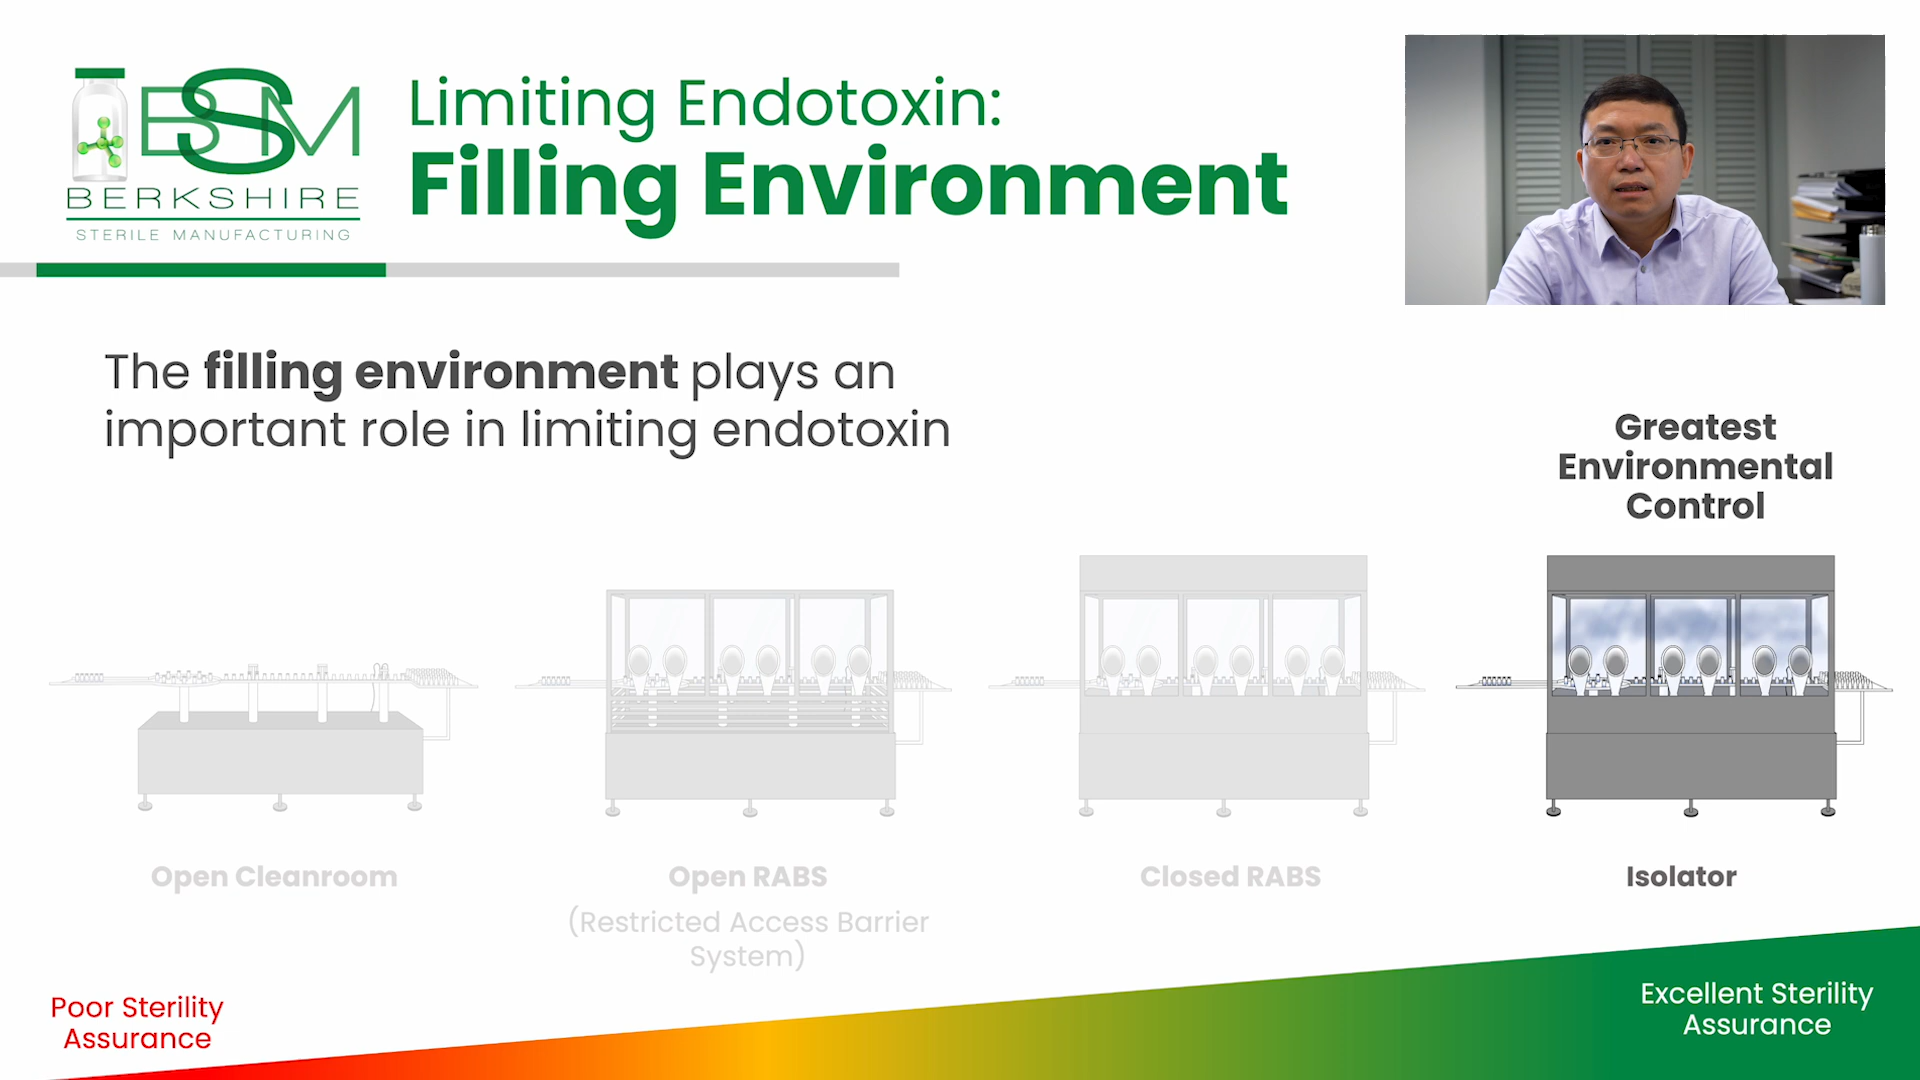 BSM
BERKSHIRE
STERILE MANUFACTURING
Limiting Endotoxin:
Filling Environment
The filling environment plays an
important role in limiting endotoxin
Greatest
Environmental
Control
Open Cleanroom
Open RABS
(Restricted Access Barrier
System)
Closed RABS
Isolator
Poor Sterility
Assurance
Excellent Sterility
Assurance